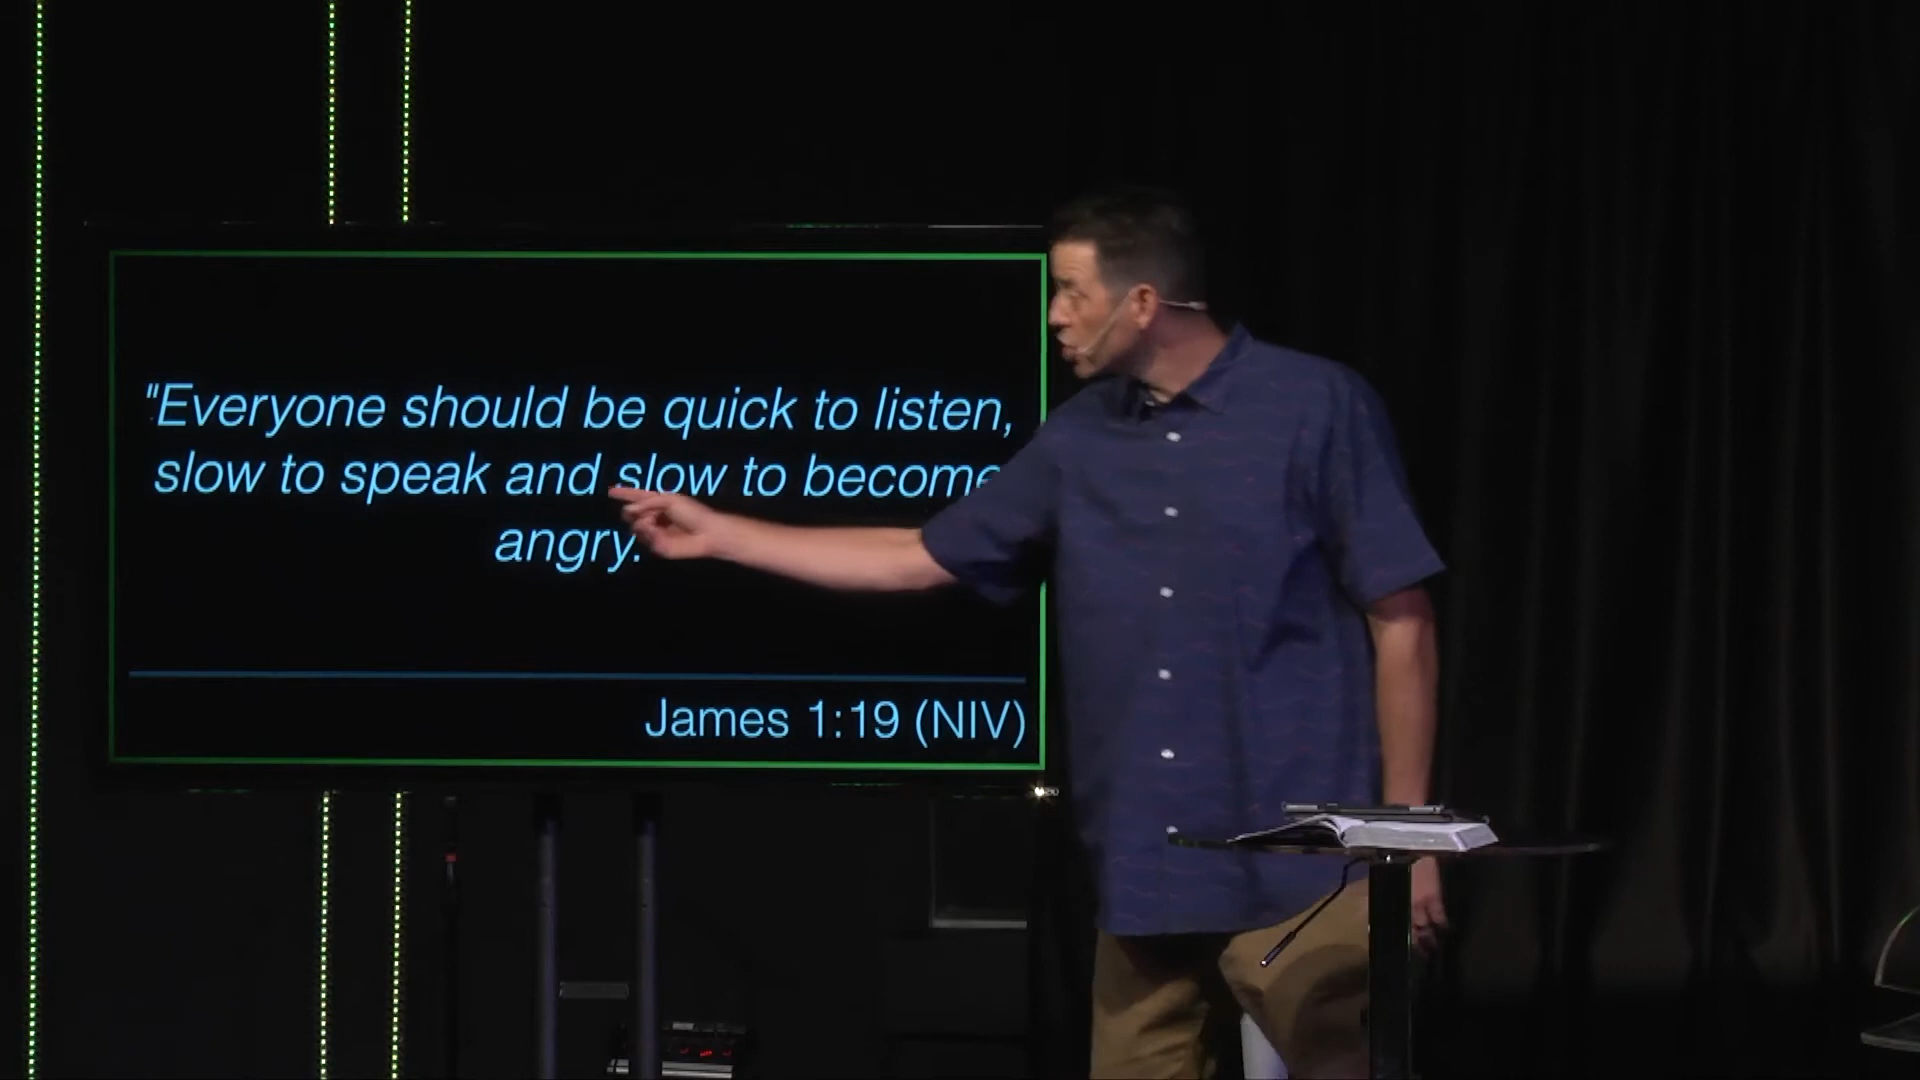 "Everyone should be quick to listen,
slow to speak and slow to become
angry.
James 1:19 (NIV)